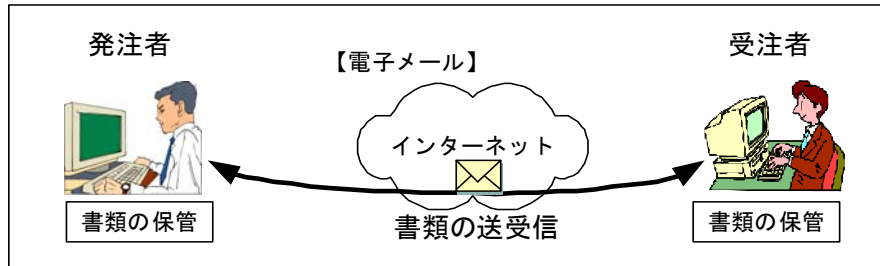 発注者
受注者
【電子メール】
インターネット
書類の送受信
書類の保管
書類の保管